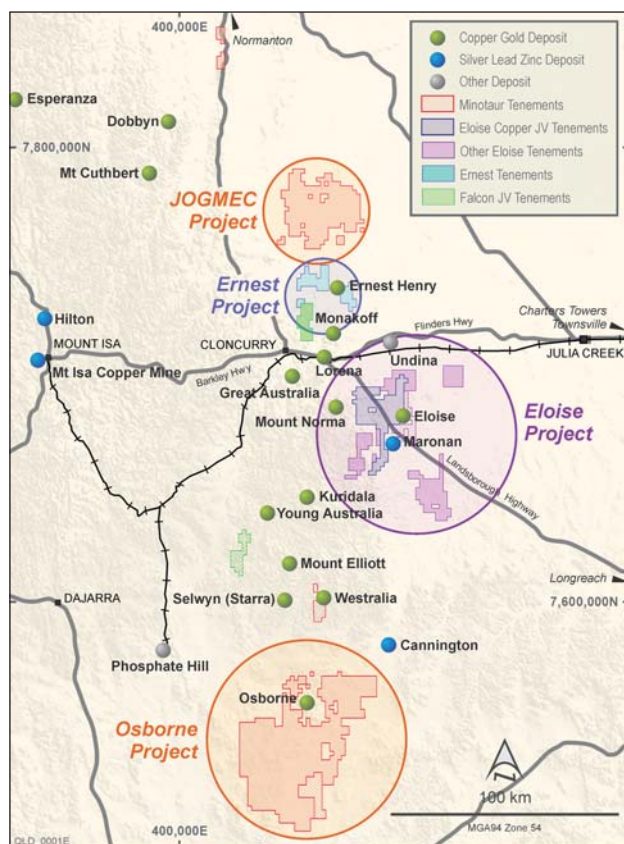 400,000E
Normanton
Copper Gold Deposit
Silver Lead Zinc Deposit
Other Deposit
Minotaur Tenements
Eloise Copper JV Tenements
Other Eloise Tenements
Ernest Tenements
Falcon JV Tenements
Esperanza
Dobbyn
7,800,000N
Mt Cuthbert
JOGMEC
Project
Ernest
Project
Ernest Henry
Hilton
Monakoff
Charters Towers
Townsville
MOUNT ISA
CLONCURRY
Flinders Hwy
Mt Isa Copper Mine
Barkley Hwy
Lorena
Undina
JULIA CREEK
Great Australia
Mount Norma
Eloise
Eloise
Project
Maronan
Landsborough Highway
Kuridala
Young Australia
Mount Elliott
Longreach
DAJARRA
Selwyn (Starra)
Westralia
7,600,000N
Phosphate Hill
Cannington
Osborne
Osborne
Project
100 km
MGA94 Zone 54
QLD_0001E
400,000E